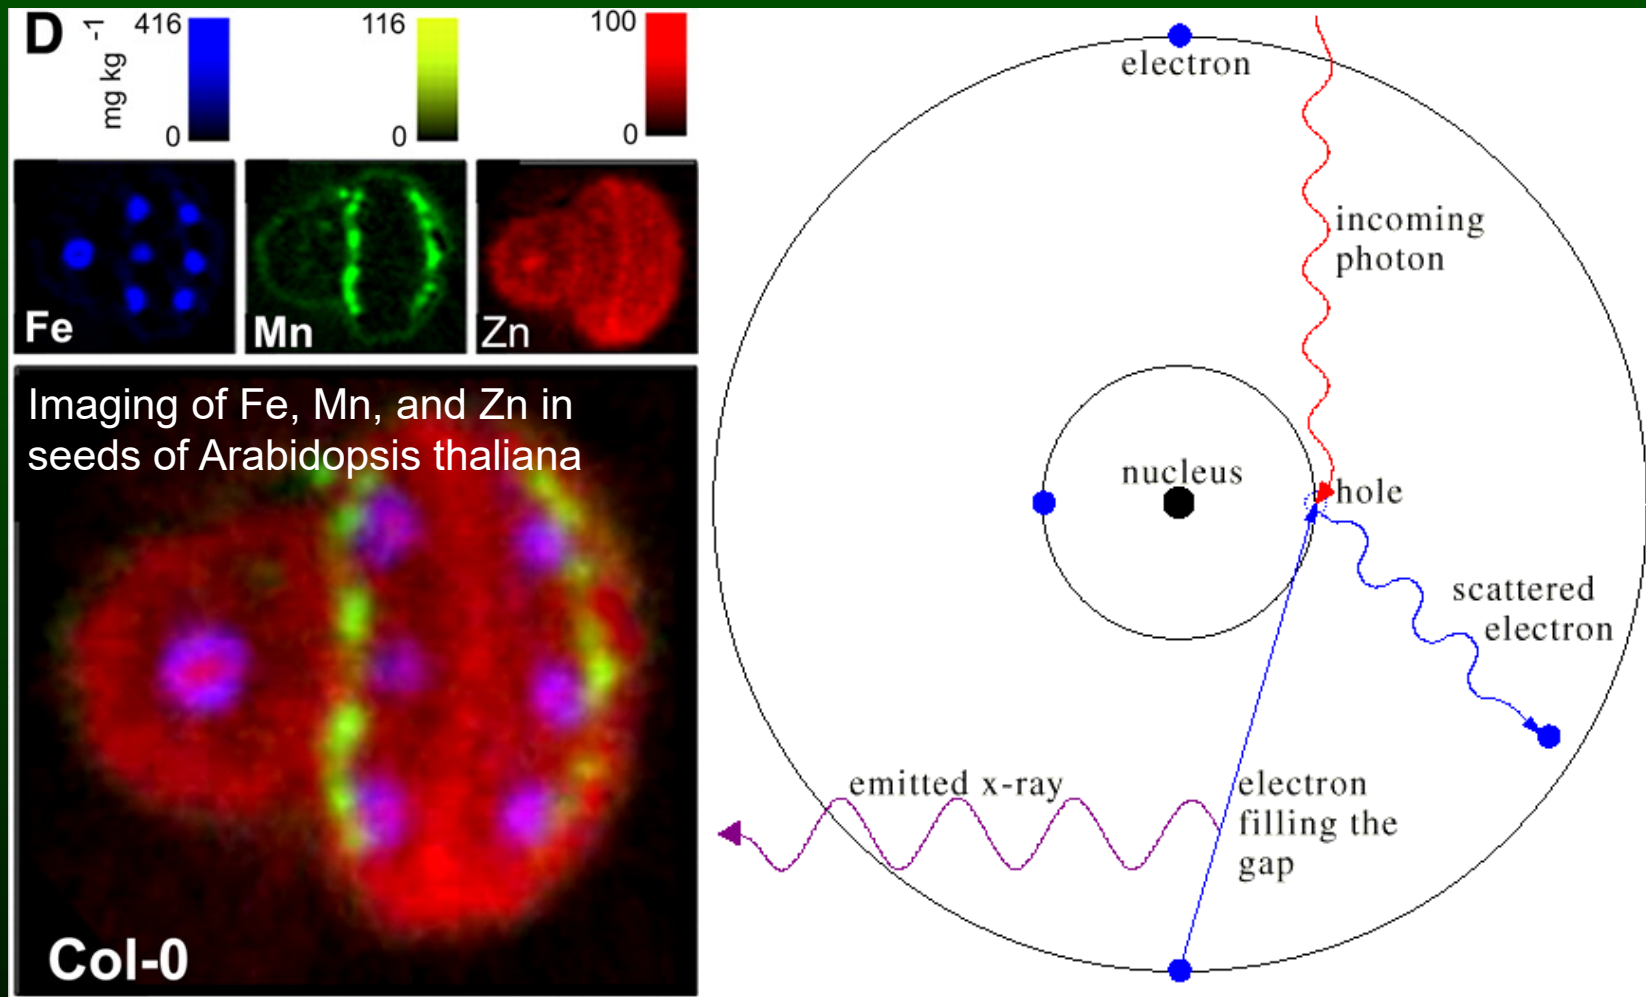 D
mg kg -1
416
0
116
0
100
0
Fe
Mn
Zn
Imaging of Fe, Mn, and Zn in
seeds of Arabidopsis thaliana
Col-0
electron
incoming
photon
nucleus
hole
scattered
electron
emitted x-ray
electron
filling the
gap